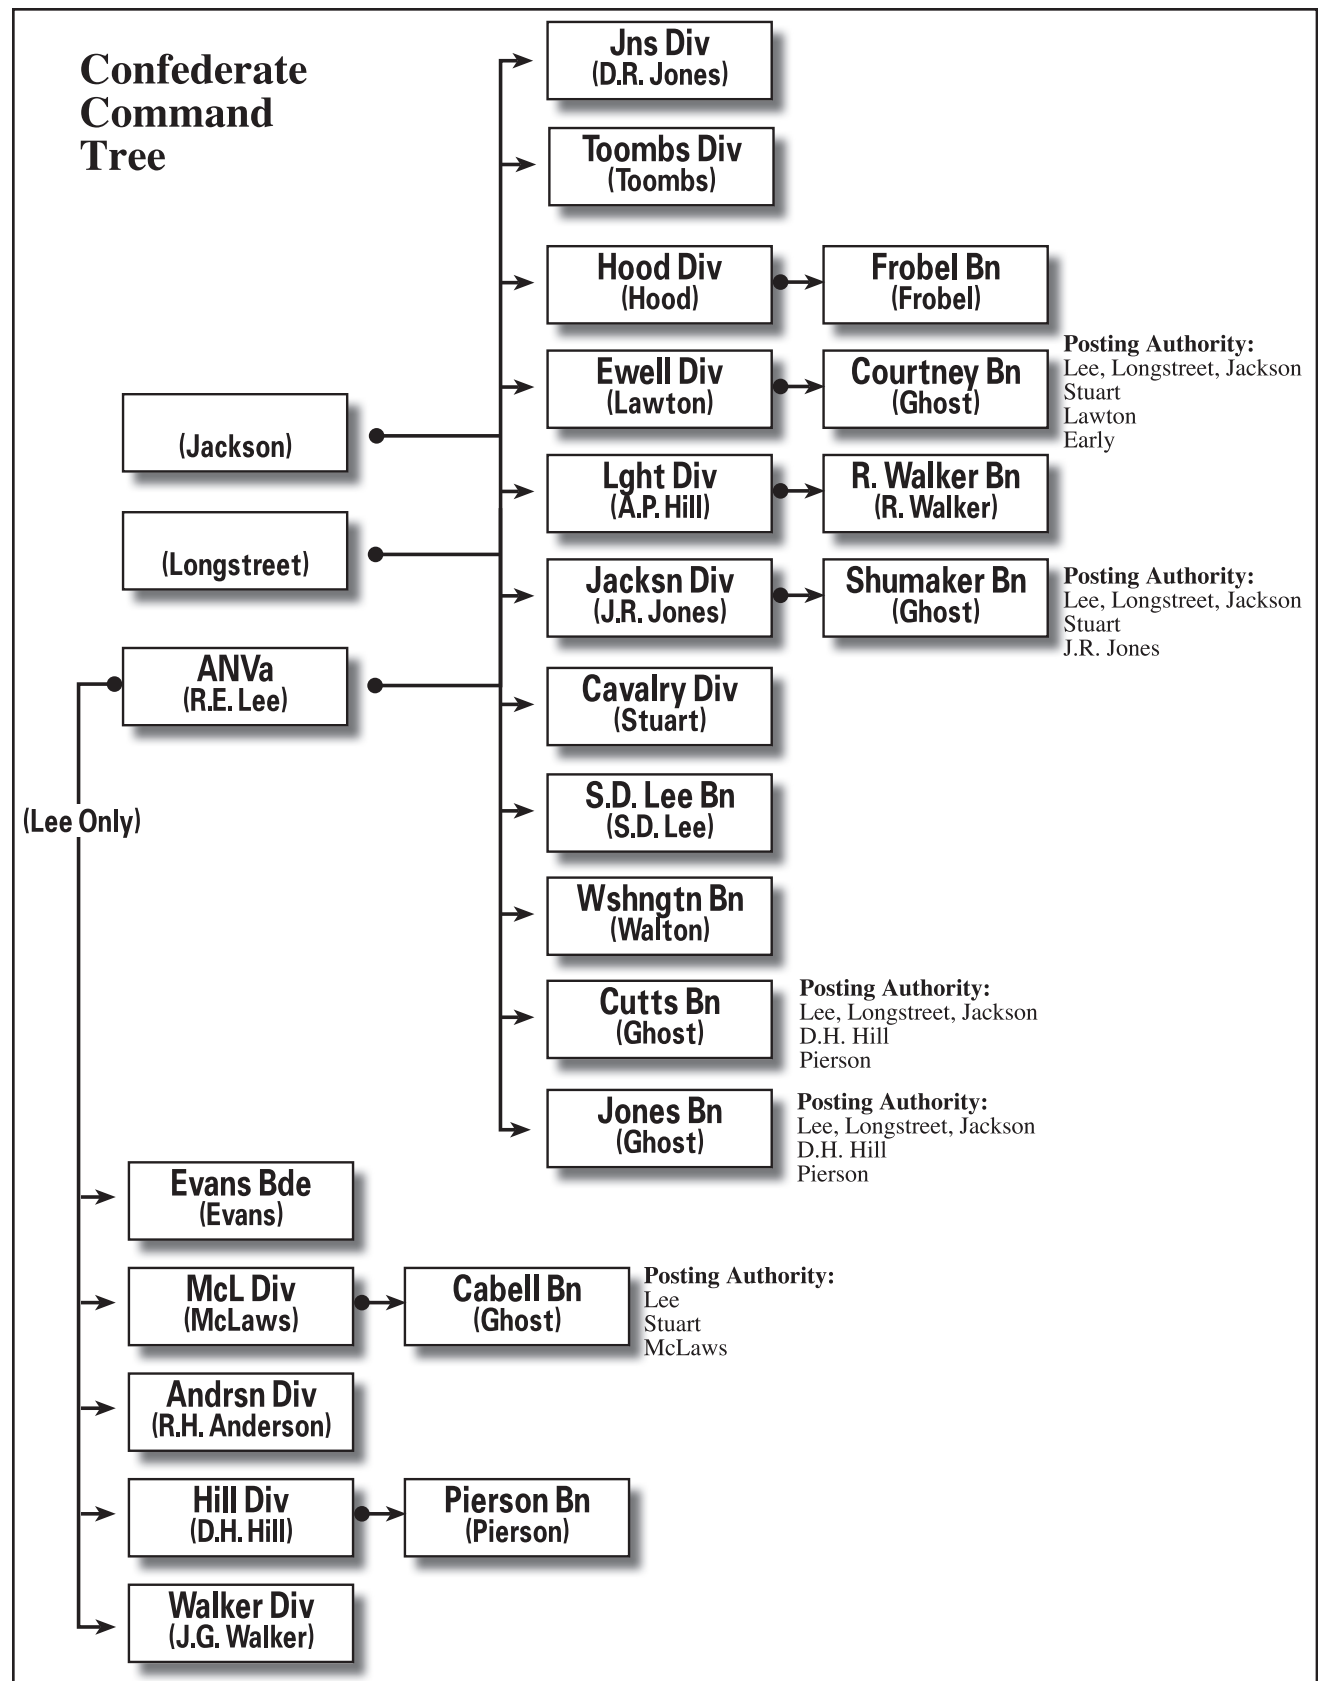 Confederate
Command
Tree
Jns Div
(D.R. Jones)
Toombs Div
(Toombs)
Hood Div
(Hood)
Frobel Bn
(Frobel)
Ewell Div
(Lawton)
Courtney Bn
(Ghost)
Posting Authority:
Lee, Longstreet, Jackson
Stuart
Lawton
Early
(Jackson)
Lght Div
(A.P. Hill)
R. Walker Bn
(R. Walker)
(Longstreet)
Jacksn Div
(J.R. Jones)
Shumaker Bn
(Ghost)
Posting Authority:
Lee, Longstreet, Jackson
Stuart
J.R. Jones
ANVa
(R.E. Lee)
Cavalry Div
(Stuart)
(Lee Only)
S.D. Lee Bn
(S.D. Lee)
Wshngtn Bn
(Walton)
Cutts Bn
(Ghost)
Posting Authority:
Lee, Longstreet, Jackson
D.H. Hill
Pierson
Jones Bn
(Ghost)
Posting Authority:
Lee, Longstreet, Jackson
D.H. Hill
Pierson
Evans Bde
(Evans)
McL Div
(McLaws)
Cabell Bn
(Ghost)
Posting Authority:
Lee
Stuart
McLaws
Andrsn Div
(R.H. Anderson)
Hill Div
(D.H. Hill)
Pierson Bn
(Pierson)
Walker Div
(J.G. Walker)